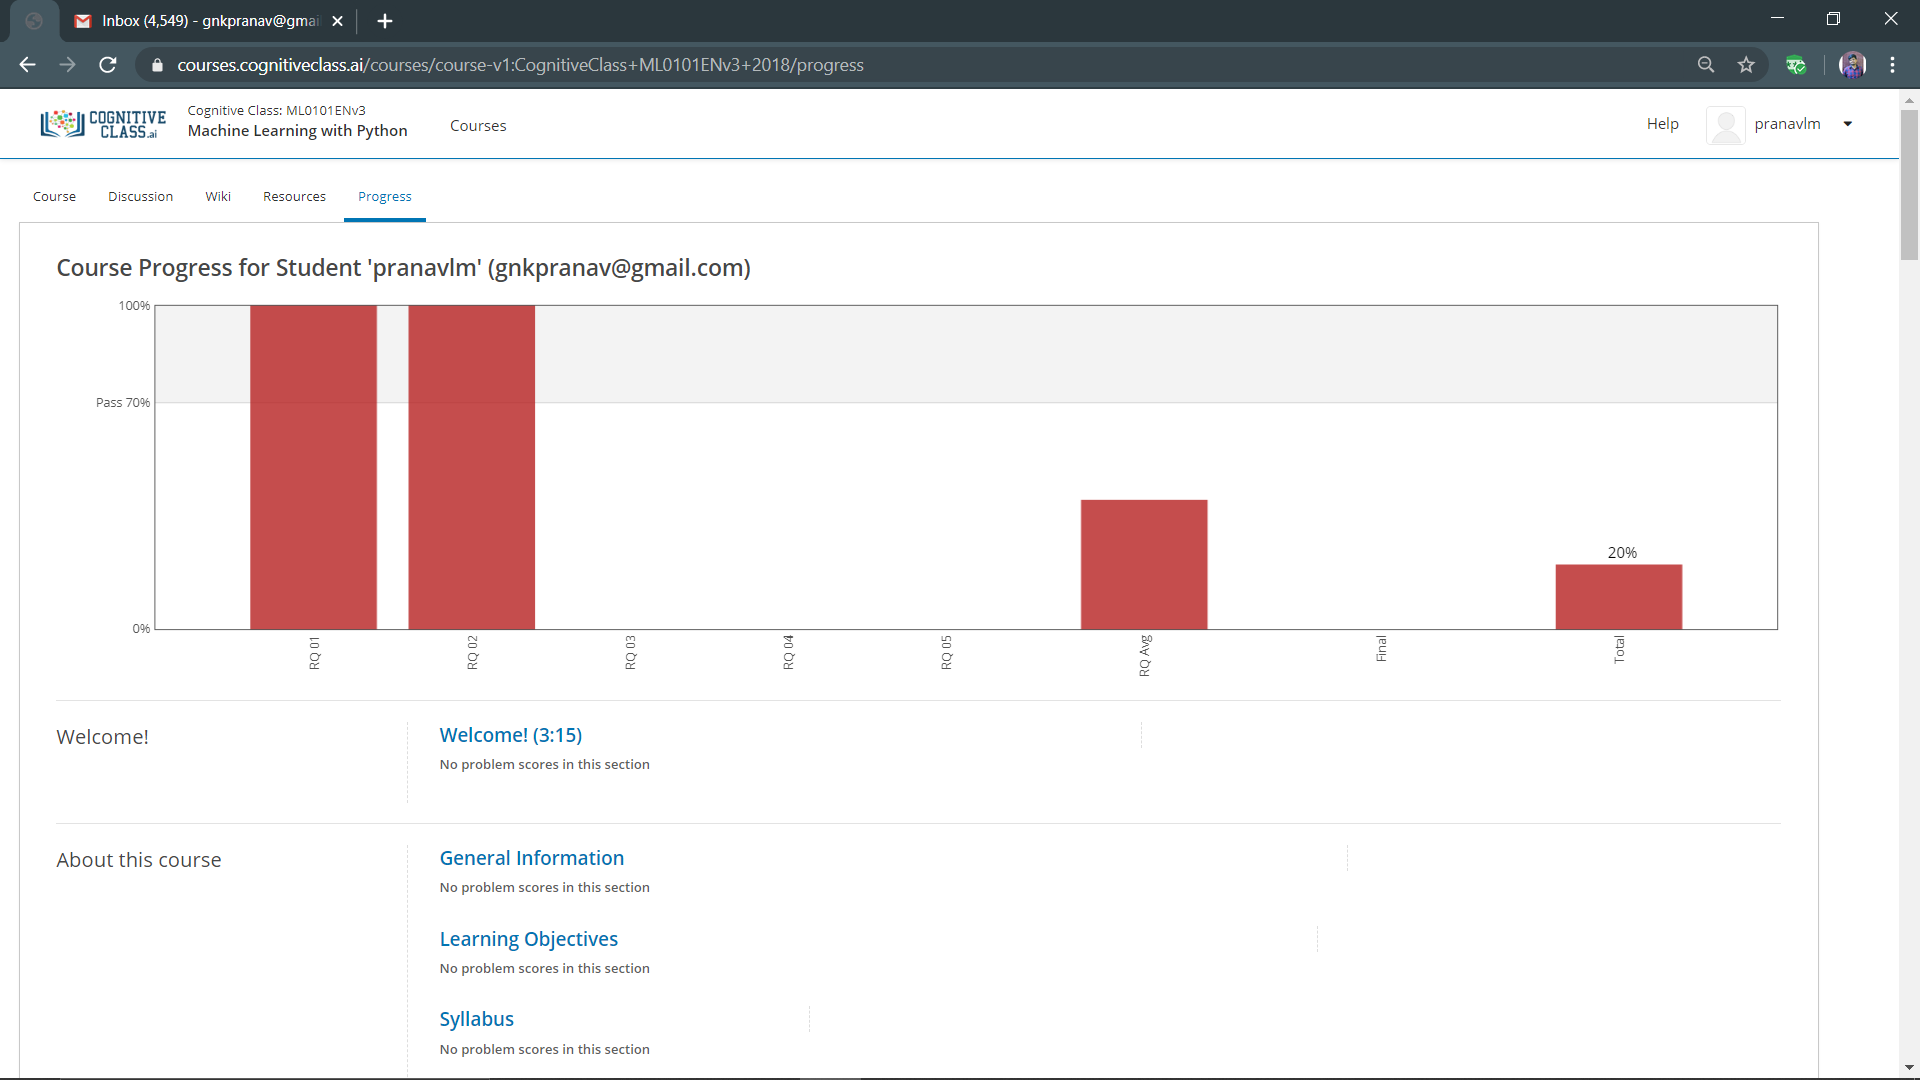 Inbox (4,549) - gnkpranav@gmai
courses.cognitiveclass.ai/courses/course-v1:CognitiveClass+ML0101ENv3+2018/progress
COGNITIVE
CLASS.ai
Cognitive Class: ML0101ENv3
Machine Learning with Python
Courses
Help
pranavlm
Course
Discussion
Wiki
Resources
Progress
Course Progress for Student 'pranavlm' (gnkpranav@gmail.com)
100%
Pass 70%
0%
20%
RQ 01
RQ 02
RQ 03
RQ 04
RQ 05
RQ Avg
Final
Total
Welcome!
Welcome! (3:15)
No problem scores in this section
About this course
General Information
No problem scores in this section
Learning Objectives
No problem scores in this section
Syllabus
No problem scores in this section